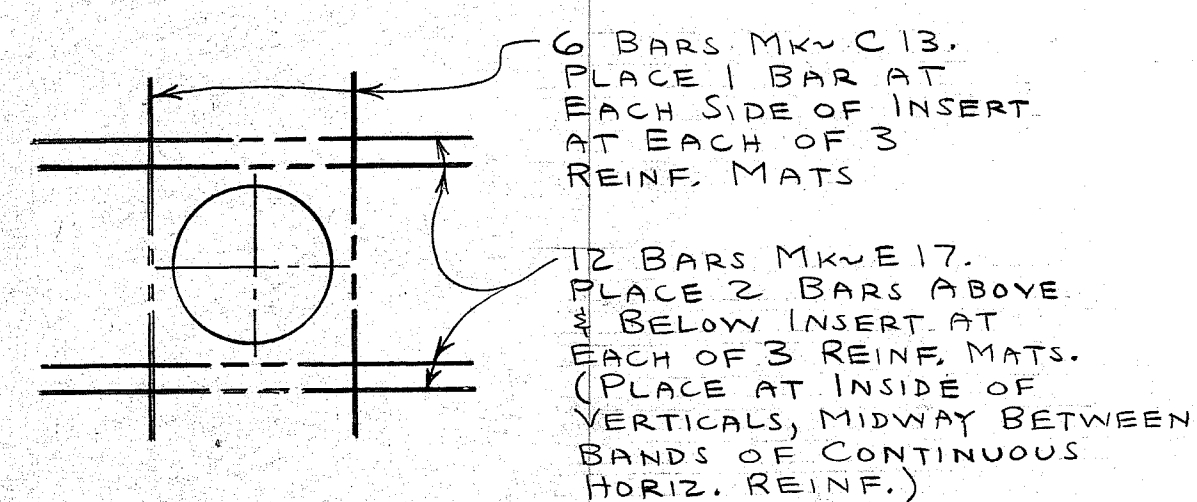 6 BARS MK~ C 13.
PLACE 1 BAR AT
EACH SIDE OF INSERT
AT EACH OF 3
REINF. MATS
12 BARS MK~ E 17.
PLACE 2 BARS ABOVE
& BELOW INSERT AT
EACH OF 3 REINF. MATS.
(PLACE AT INSIDE OF
VERTICALS, MIDWAY BETWEEN
BANDS OF CONTINUOUS
HORIZ. REINF.)